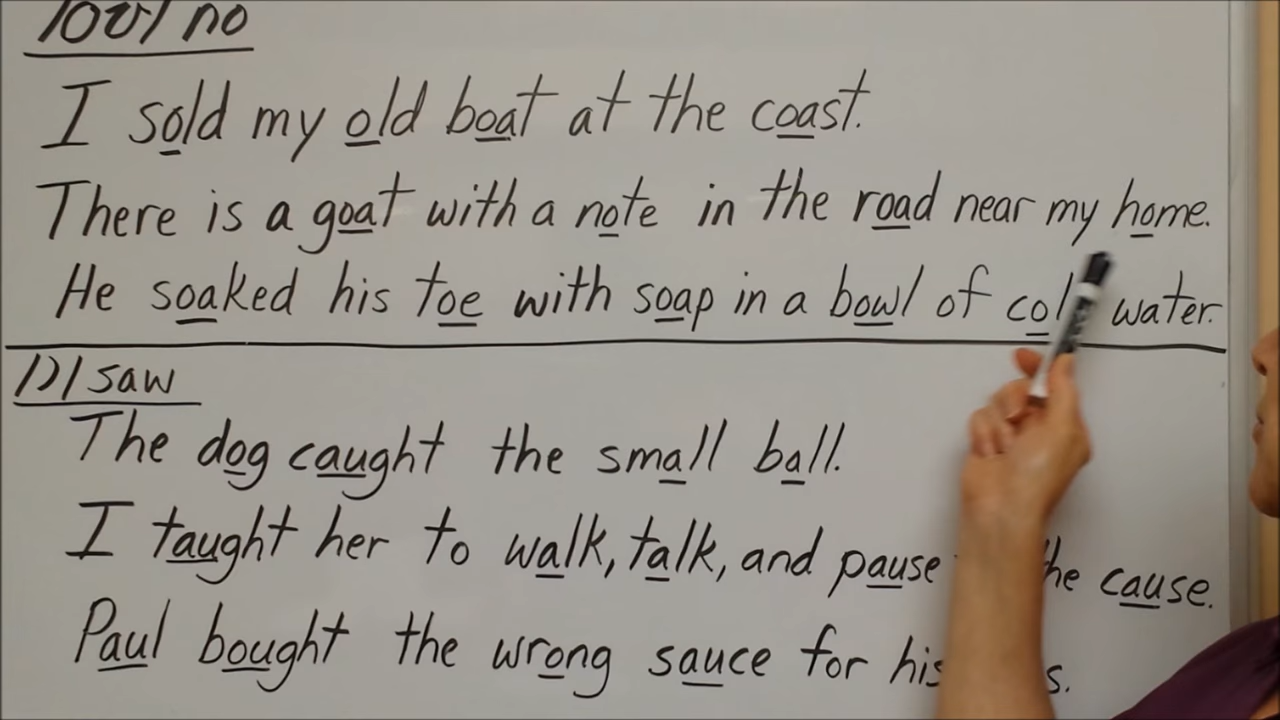 /oʊ/ no
I sold my old boat at the coast.
There is a goat with a note in the road near my home.
He soaked his toe with soap in a bowl of col water.
/ɔ/ saw
The dog caught the small ball.
I taught her to walk, talk, and pause the cause.
Paul bought the wrong sauce for his